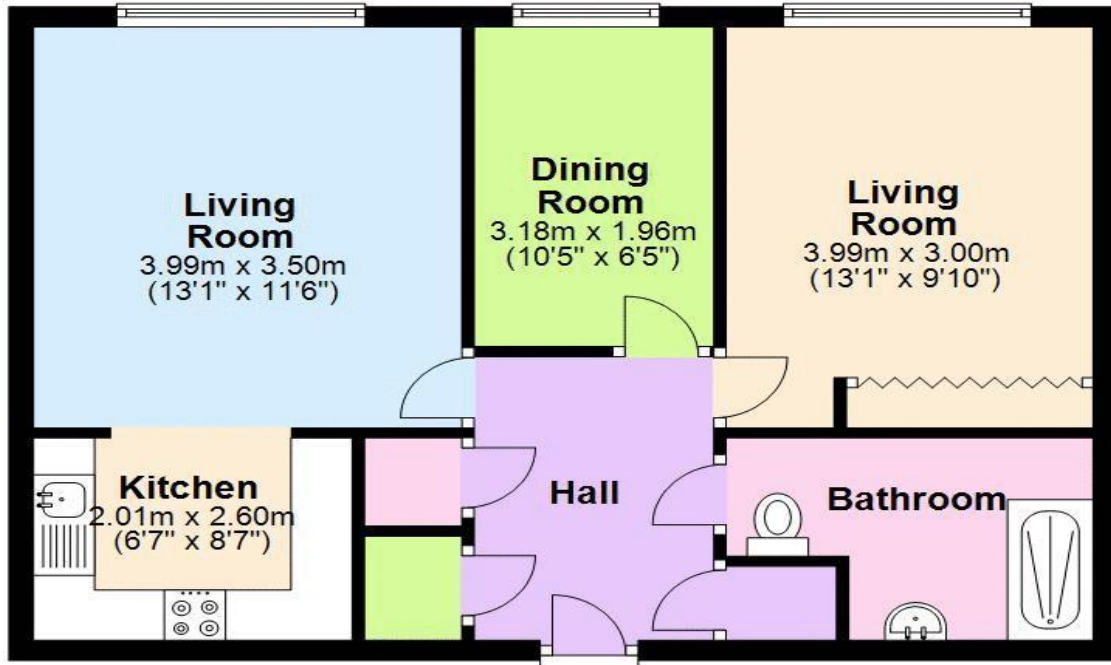 Living
Room
3.99m x 3.50m
(13'1" x 11'6")
Dining
Room
3.18m x 1.96m
(10'5" x 6'5")
Living
Room
3.99m x 3.00m
(13'1" x 9'10")
Kitchen
2.01m x 2.60m
(6'7" x 8'7")
Hall
Bathroom